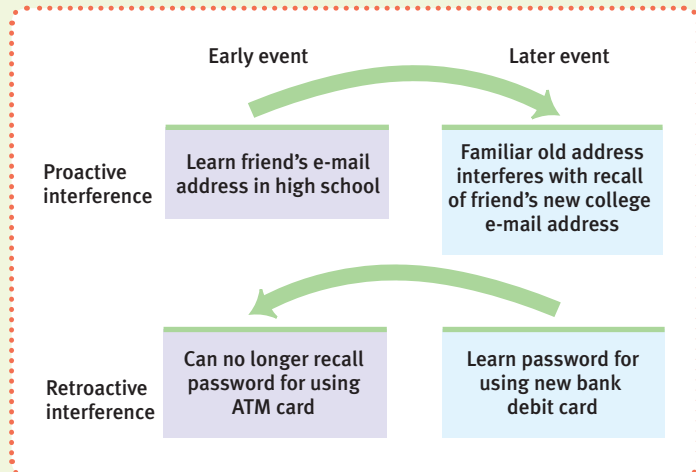 Early event
Later event
Proactive
interference
Learn friend’s e-mail
address in high school
Familiar old address
interferes with recall
of friend’s new college
e-mail address
Retroactive
interference
Can no longer recall
password for using
ATM card
Learn password for
using new bank
debit card